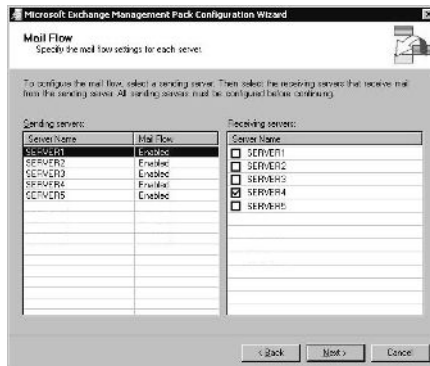 Microsoft Exchange Management Pack Configuration Wizard
Mail Flow
Specify the mail flow settings for each server.
To configure the mail flow, select a sending server. Then select the receiving servers that receive mail
from the sending server. All sending servers must be configured before continuing.
Sending servers:
Server Name Mail Flow
SERVER1 Enabled
SERVER2 Enabled
SERVER3 Enabled
SERVER4 Enabled
SERVER5 Enabled
Receiving servers:
Server Name
SERVER1
SERVER2
SERVER3
SERVER4
SERVER5
< Back
Next >
Cancel